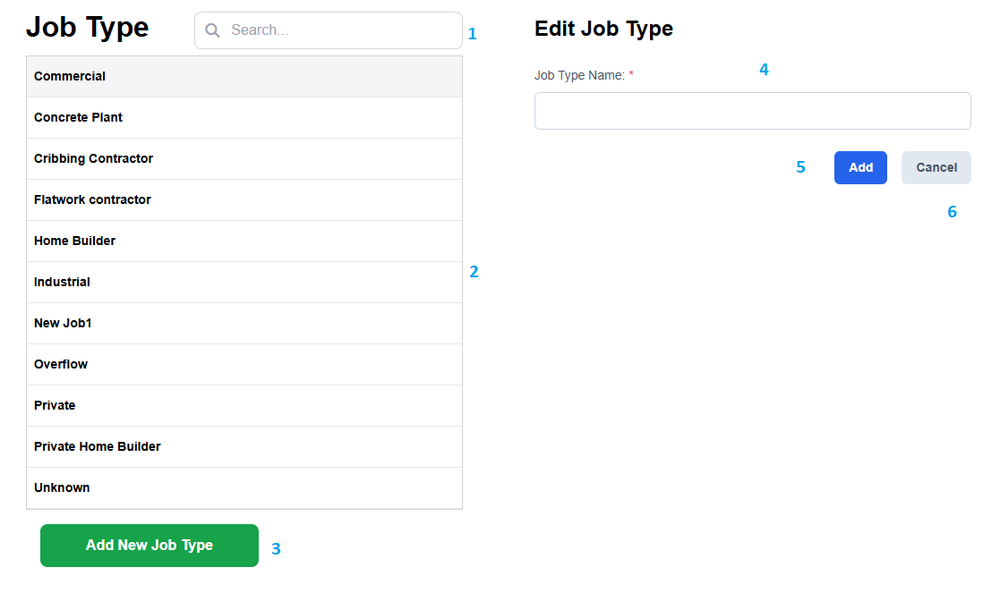 Job Type
Search...
1
Commercial
Concrete Plant
Cribbing Contractor
Flatwork contractor
Home Builder
Industrial
New Job1
Overflow
Private
Private Home Builder
Unknown
2
Add New Job Type
3
Edit Job Type
Job Type Name: *
4
5
Add
Cancel
6